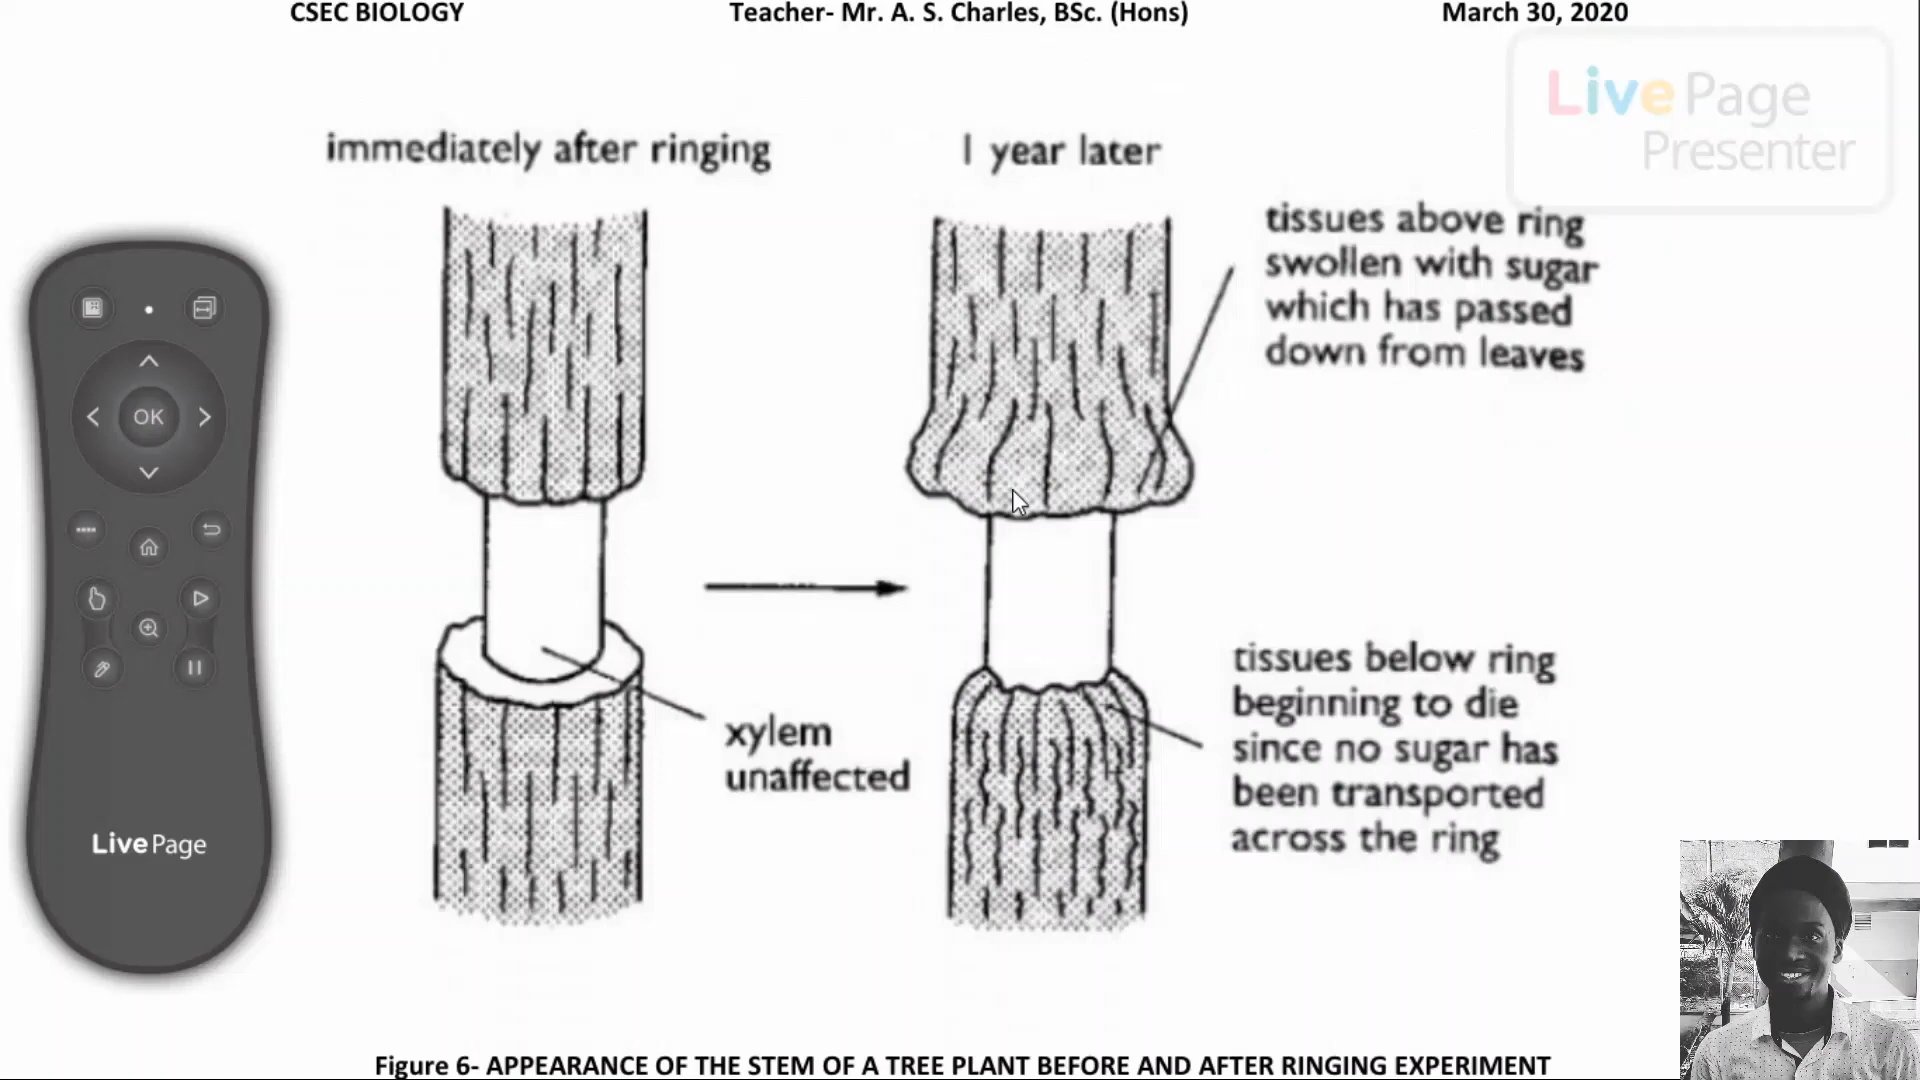 CSEC BIOLOGY Teacher- Mr. A. S. Charles, BSc. (Hons) March 30, 2020
Live Page
Presenter
immediately after ringing
1 year later
tissues above ring
swollen with sugar
which has passed
down from leaves
OK
xylem
unaffected
tissues below ring
beginning to die
since no sugar has
been transported
across the ring
LivePage
Figure 6- APPEARANCE OF THE STEM OF A TREE PLANT BEFORE AND AFTER RINGING EXPERIMENT